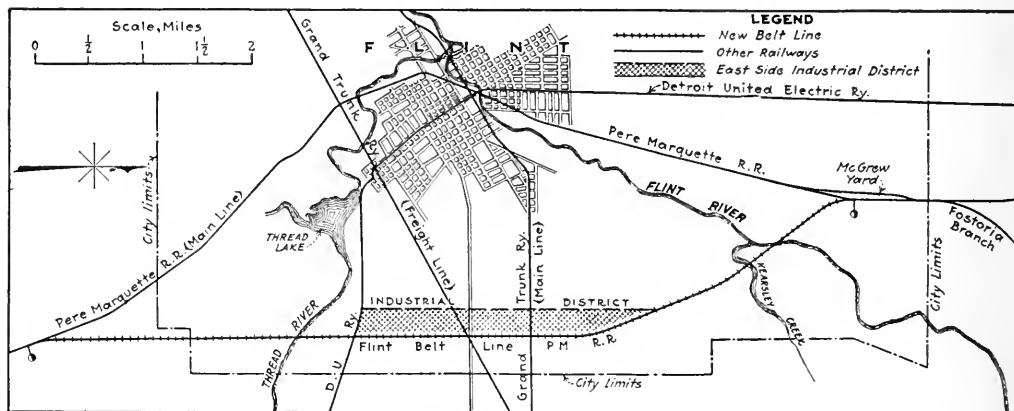 Scale, Miles
0 1/2 1 1 1/2 2
LEGEND
New Belt Line
Other Railways
East Side Industrial District
FLINT
Grand Trunk Ry. (Freight Line)
Detroit United Electric Ry.
Pere Marquette R.R.
McGrew
Yard
FLINT RIVER
Fostoria
Branch
City limits
City Limits
THREAD
LAKE
Pere Marquette R.R. (Main Line)
Grand Trunk Ry.
(Main Line)
KEARSLEY CREEK
INDUSTRIAL DISTRICT
THREAD RIVER
D. U. Ry.
Flint Belt Line P M R.R.
City limits